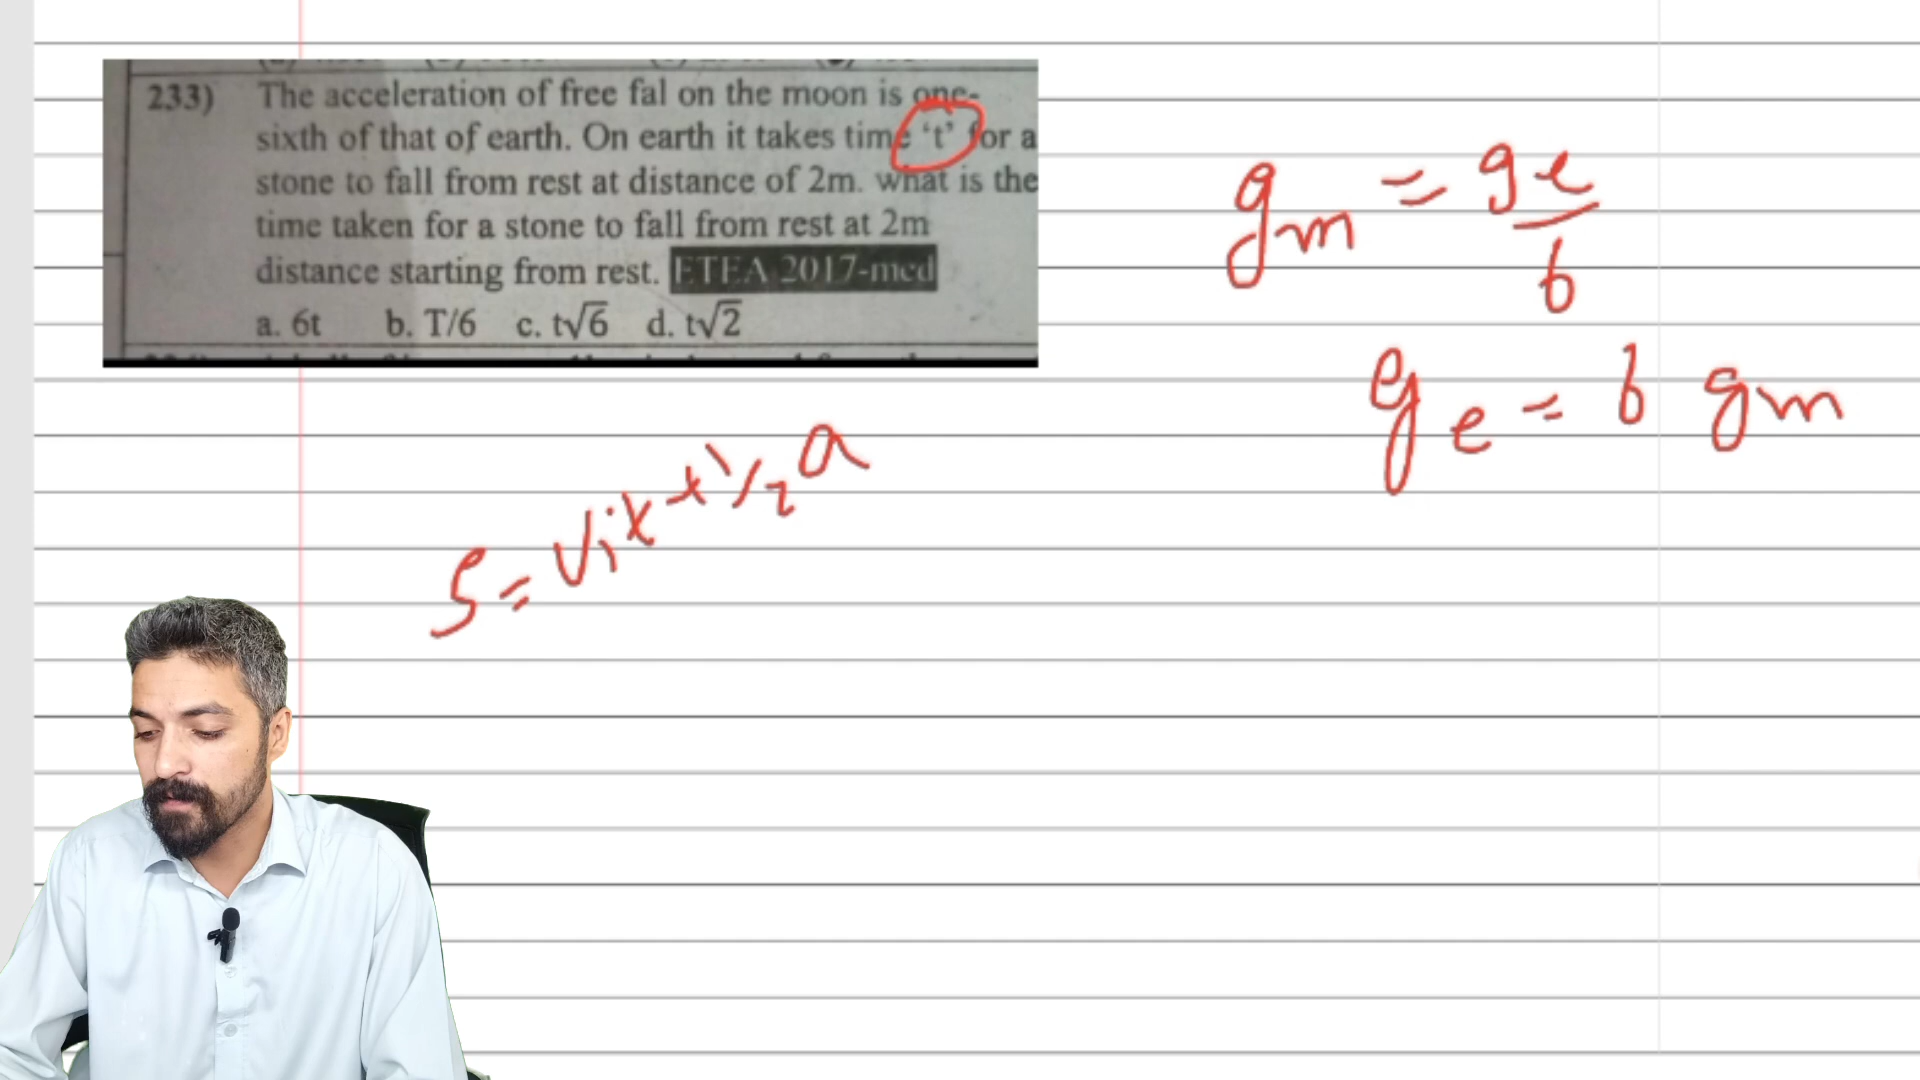 233) The acceleration of free fal on the moon is one-
sixth of that of earth. On earth it takes time 't' for a
stone to fall from rest at distance of 2m. what is the
time taken for a stone to fall from rest at 2m
distance starting from rest. ETEA 2017-med
a. 6t b. T/6 c. t√6 d. t√2
gm = ge/6
ge = 6 gm
S = Vit + 1/2 a